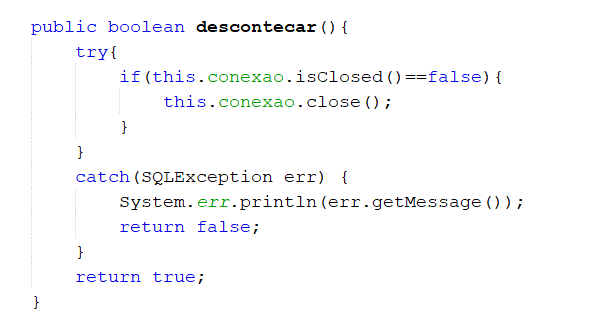 public boolean descontecar(){
try{
if(this.conexao.isClosed()==false){
this.conexao.close();
}
}
catch(SQLException err) {
System.err.println(err.getMessage());
return false;
}
return true;
}